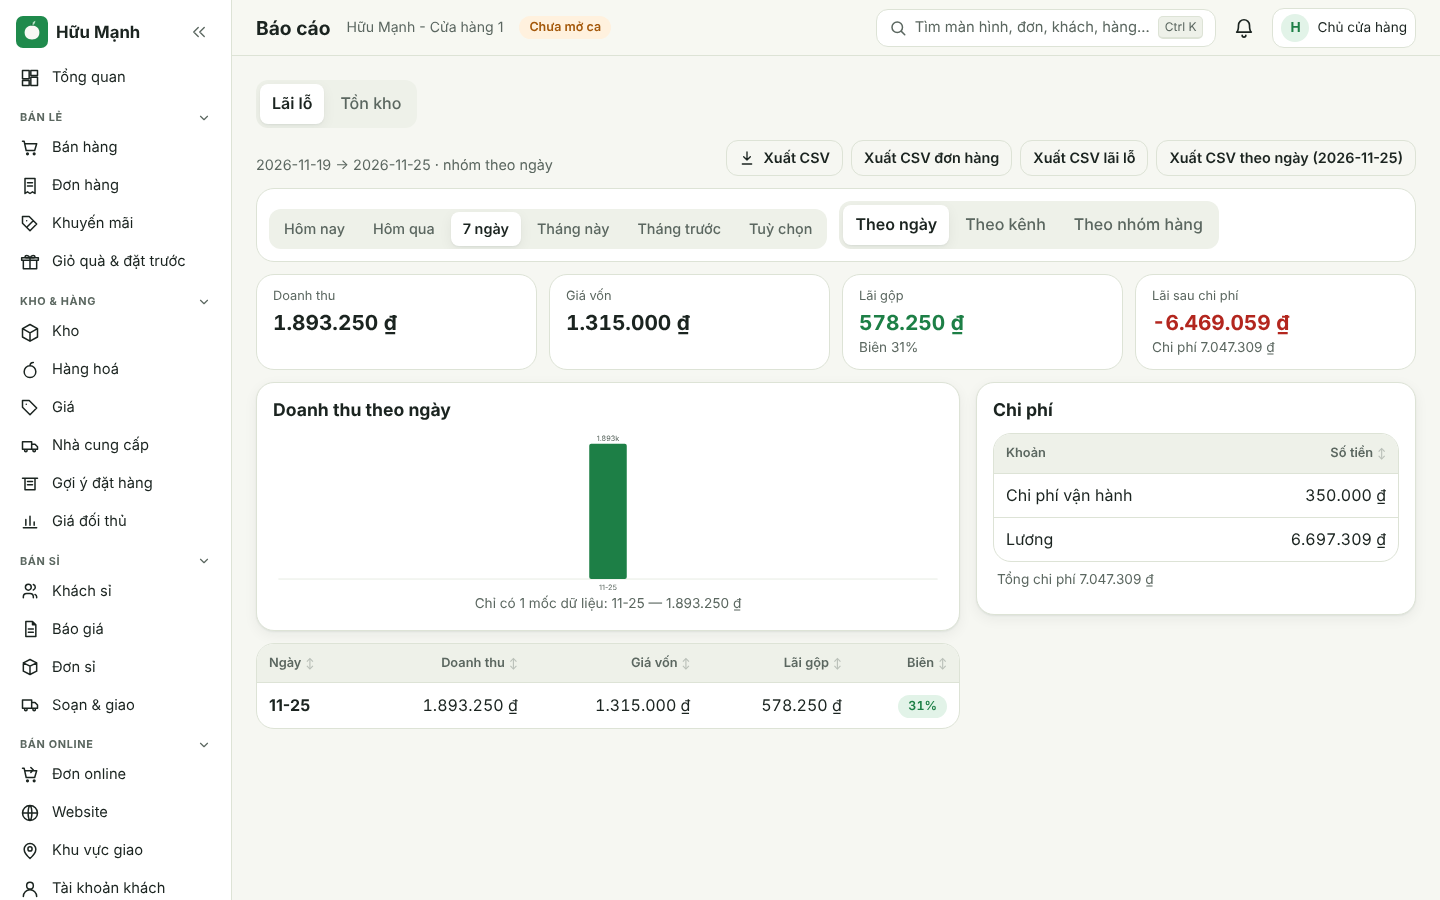 Hữu Mạnh
Tổng quan
BÁN LẺ
Bán hàng
Đơn hàng
Khuyến mãi
Giỏ quà & đặt trước
KHO & HÀNG
Kho
Hàng hoá
Giá
Nhà cung cấp
Gợi ý đặt hàng
Giá đối thủ
BÁN SỈ
Khách sỉ
Báo giá
Đơn sỉ
Soạn & giao
BÁN ONLINE
Đơn online
Website
Khu vực giao
Tài khoản khách
Báo cáo
Hữu Mạnh - Cửa hàng 1
Chưa mở ca
Tìm màn hình, đơn, khách, hàng... Ctrl K
H Chủ cửa hàng
Lãi lỗ Tồn kho
2026-11-19 → 2026-11-25 · nhóm theo ngày
Xuất CSV Xuất CSV đơn hàng Xuất CSV lãi lỗ Xuất CSV theo ngày (2026-11-25)
Hôm nay Hôm qua 7 ngày Tháng này Tháng trước Tuỳ chọn Theo ngày Theo kênh Theo nhóm hàng
Doanh thu
1.893.250 ₫
Giá vốn
1.315.000 ₫
Lãi gộp
578.250 ₫
Biên 31%
Lãi sau chi phí
-6.469.059 ₫
Chi phí 7.047.309 ₫
Doanh thu theo ngày
1.893k
11-25
Chỉ có 1 mốc dữ liệu: 11-25 — 1.893.250 ₫
Ngày Doanh thu Giá vốn Lãi gộp Biên
11-25 1.893.250 ₫ 1.315.000 ₫ 578.250 ₫ 31%
Chi phí
Khoản Số tiền
Chi phí vận hành 350.000 ₫
Lương 6.697.309 ₫
Tổng chi phí 7.047.309 ₫